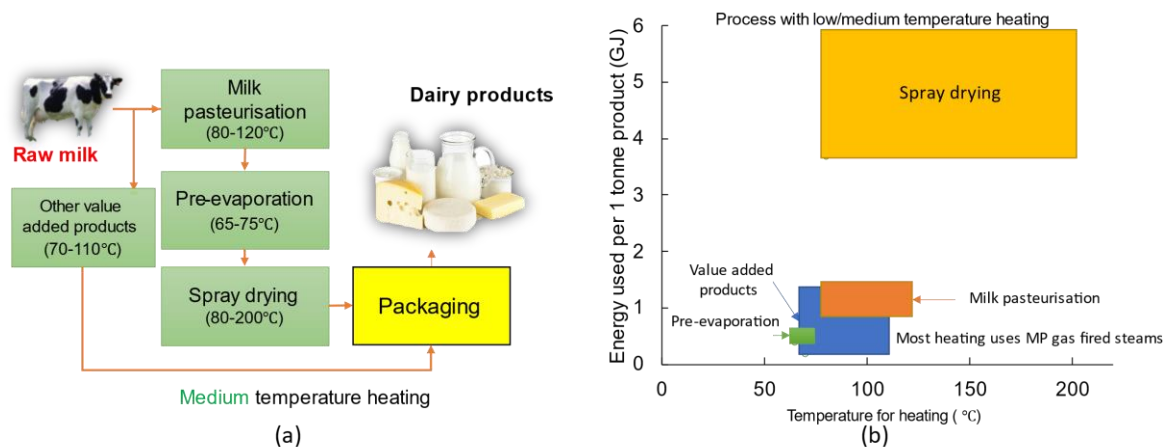 Raw milk
Milk
pasteurisation
(80-120℃)
Pre-evaporation
(65-75℃)
Other value
added products
(70-110℃)
Spray drying
(80-200℃)
Packaging
Dairy products
Medium temperature heating
(a)
Process with low/medium temperature heating
Energy used per 1 tonne product (GJ)
6
5
4
3
2
1
0
Spray drying
Value added
products
Milk pasteurisation
Pre-evaporation
Most heating uses MP gas fired steams
0 50 100 150 200
Temperature for heating ( ℃)
(b)